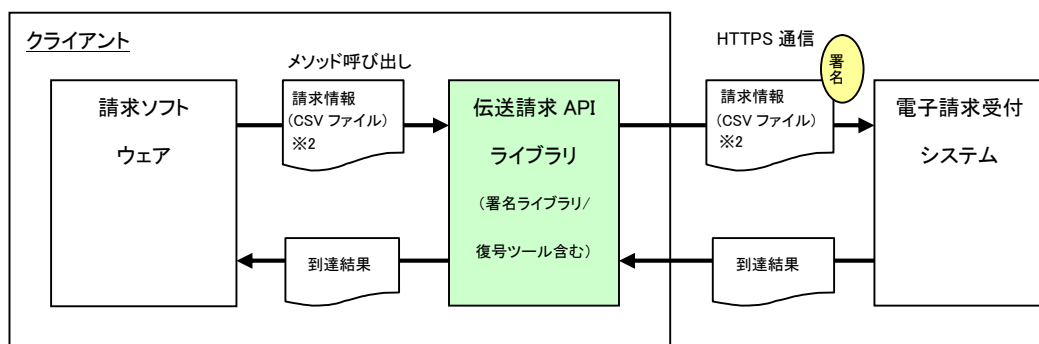 クライアント
メソッド呼び出し
HTTPS 通信
署名
請求ソフト
ウェア
請求情報
(CSV ファイル)
※2
伝送請求 API
ライブラリ
(署名ライブラリ/
復号ツール含む)
請求情報
(CSV ファイル)
※2
電子請求受付
システム
到達結果
到達結果